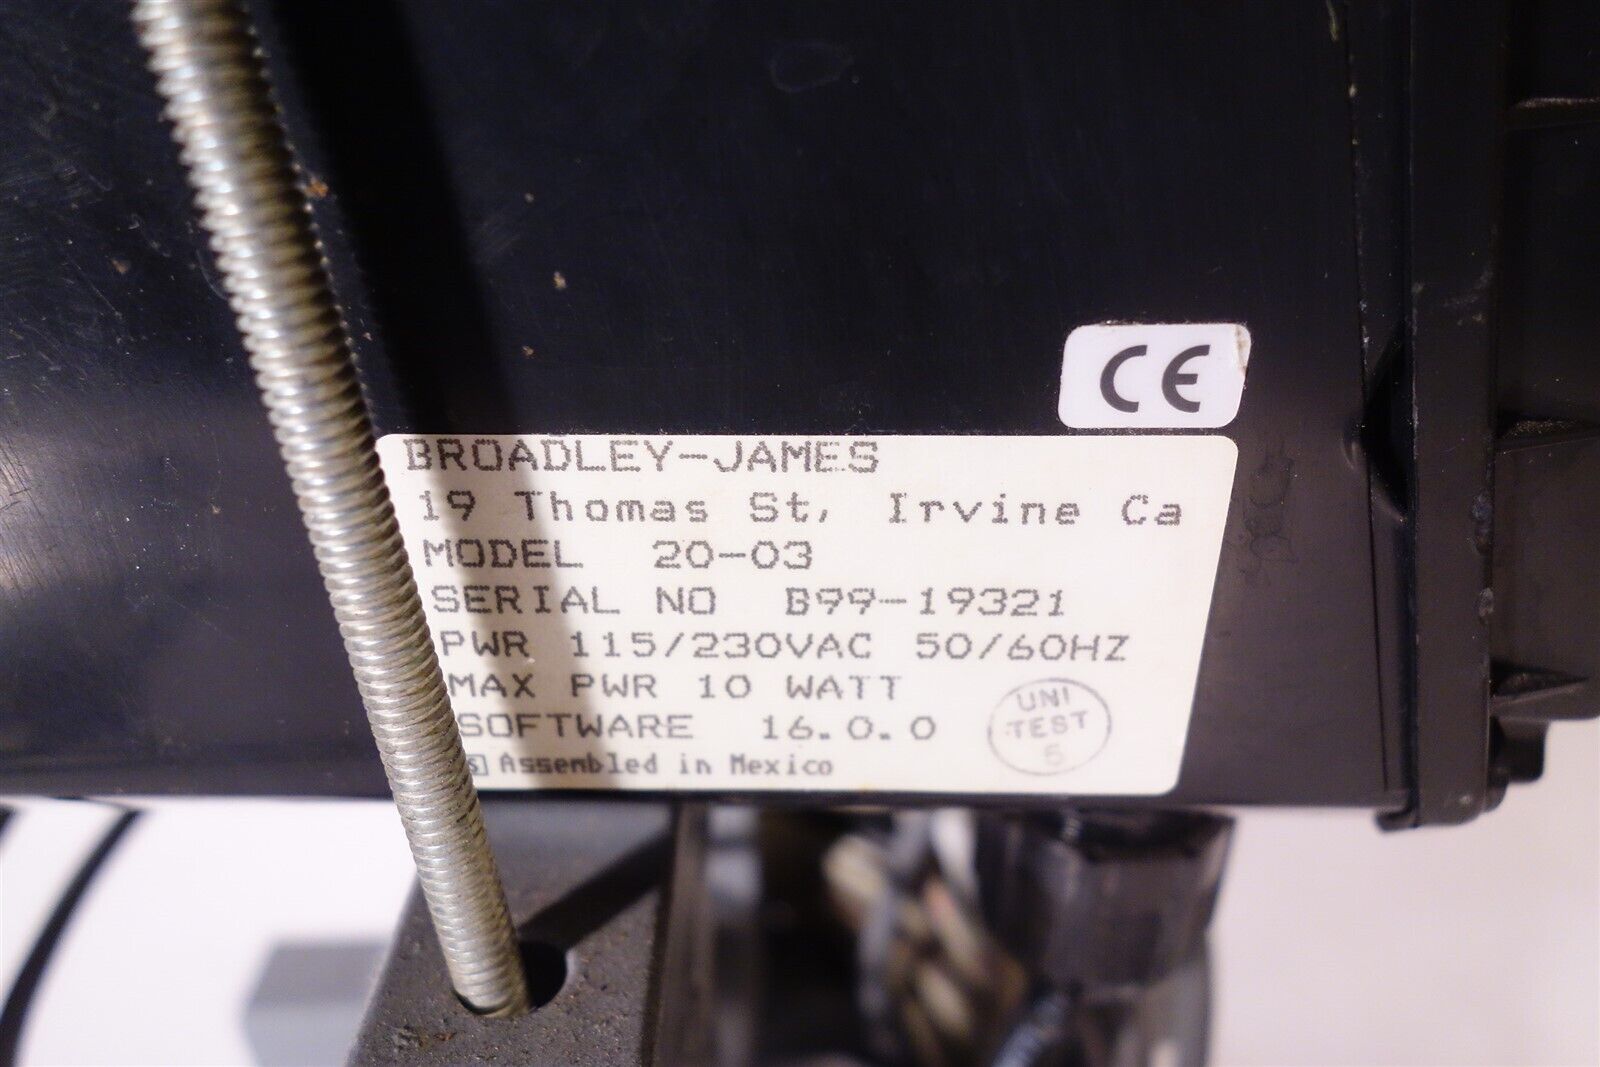 CE
BROADLEY-JAMES
19 Thomas St, Irvine Ca
MODEL 20-03
SERIAL NO B99-19321
PWR 115/230VAC 50/60HZ
MAX PWR 10 WATT
SOFTWARE 16.0.0
Assembled in Mexico
UNI
TEST
5